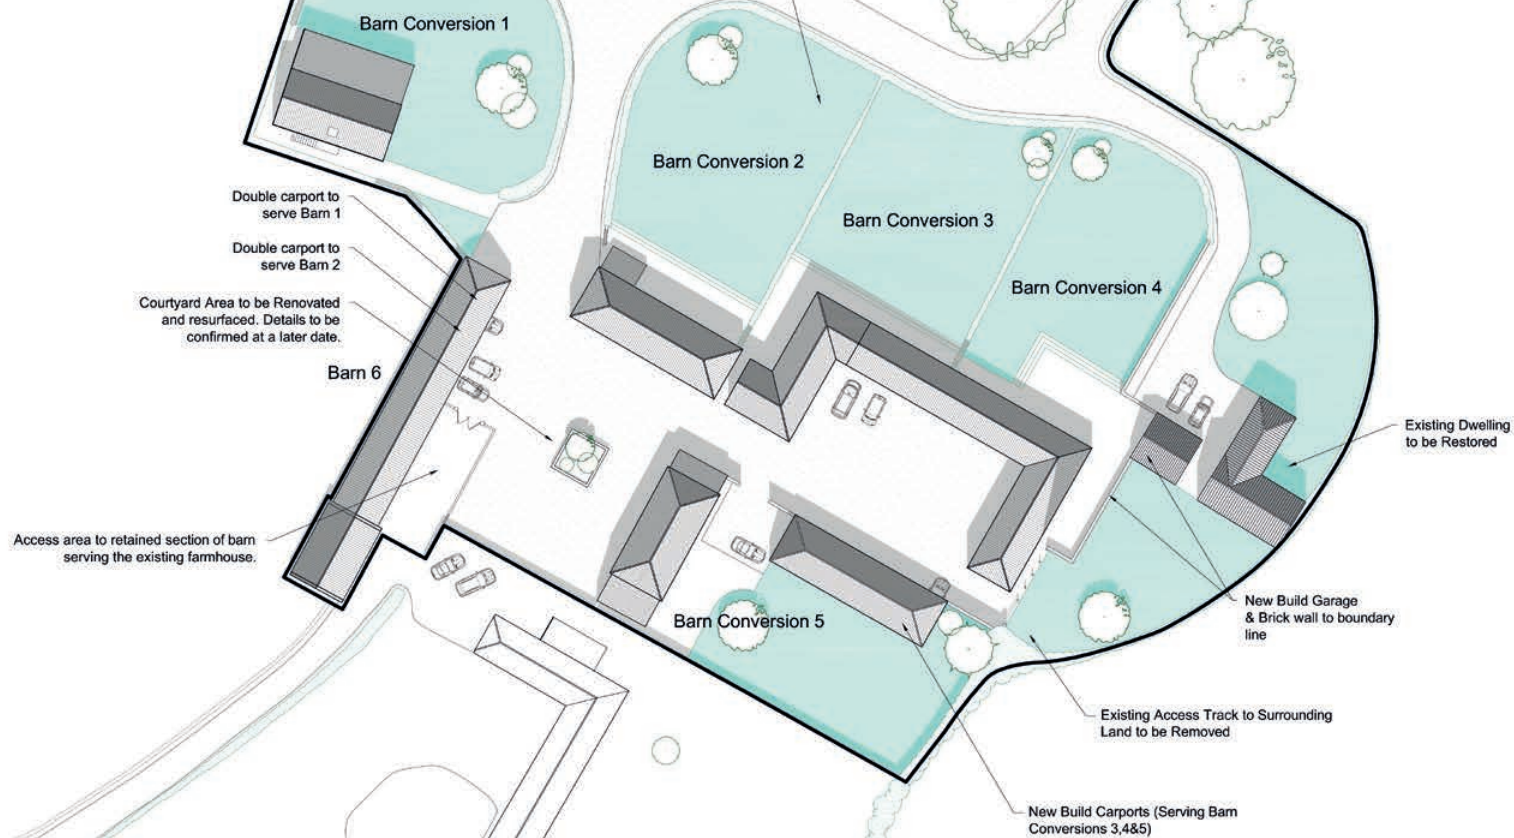 Barn Conversion 1
Barn Conversion 2
Double carport to
serve Barn 1
Barn Conversion 3
Double carport to
serve Barn 2
Barn Conversion 4
Courtyard Area to be Renovated
and resurfaced. Details to be
confirmed at a later date.
Barn 6
Existing Dwelling
to be Restored
Access area to retained section of barn
serving the existing farmhouse.
New Build Garage
& Brick wall to boundary
line
Barn Conversion 5
Existing Access Track to Surrounding
Land to be Removed
New Build Carports (Serving Barn
Conversions 3,4&5)